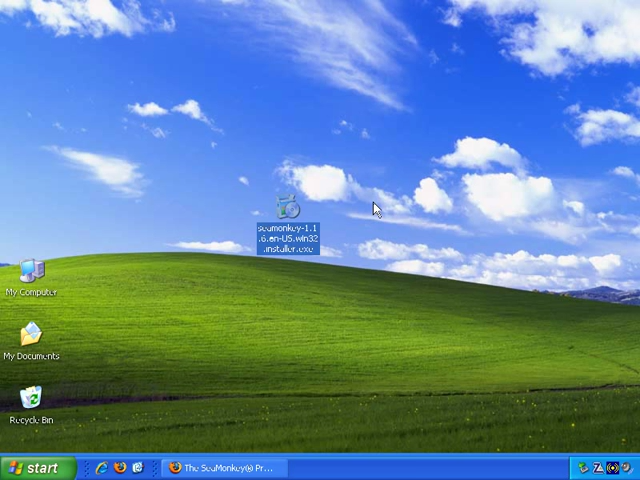 seamonkey-1.1
.6.en-US.win32
.installer.exe
My Computer
My Documents
Recycle Bin
start
The SeaMonkey® Pr...